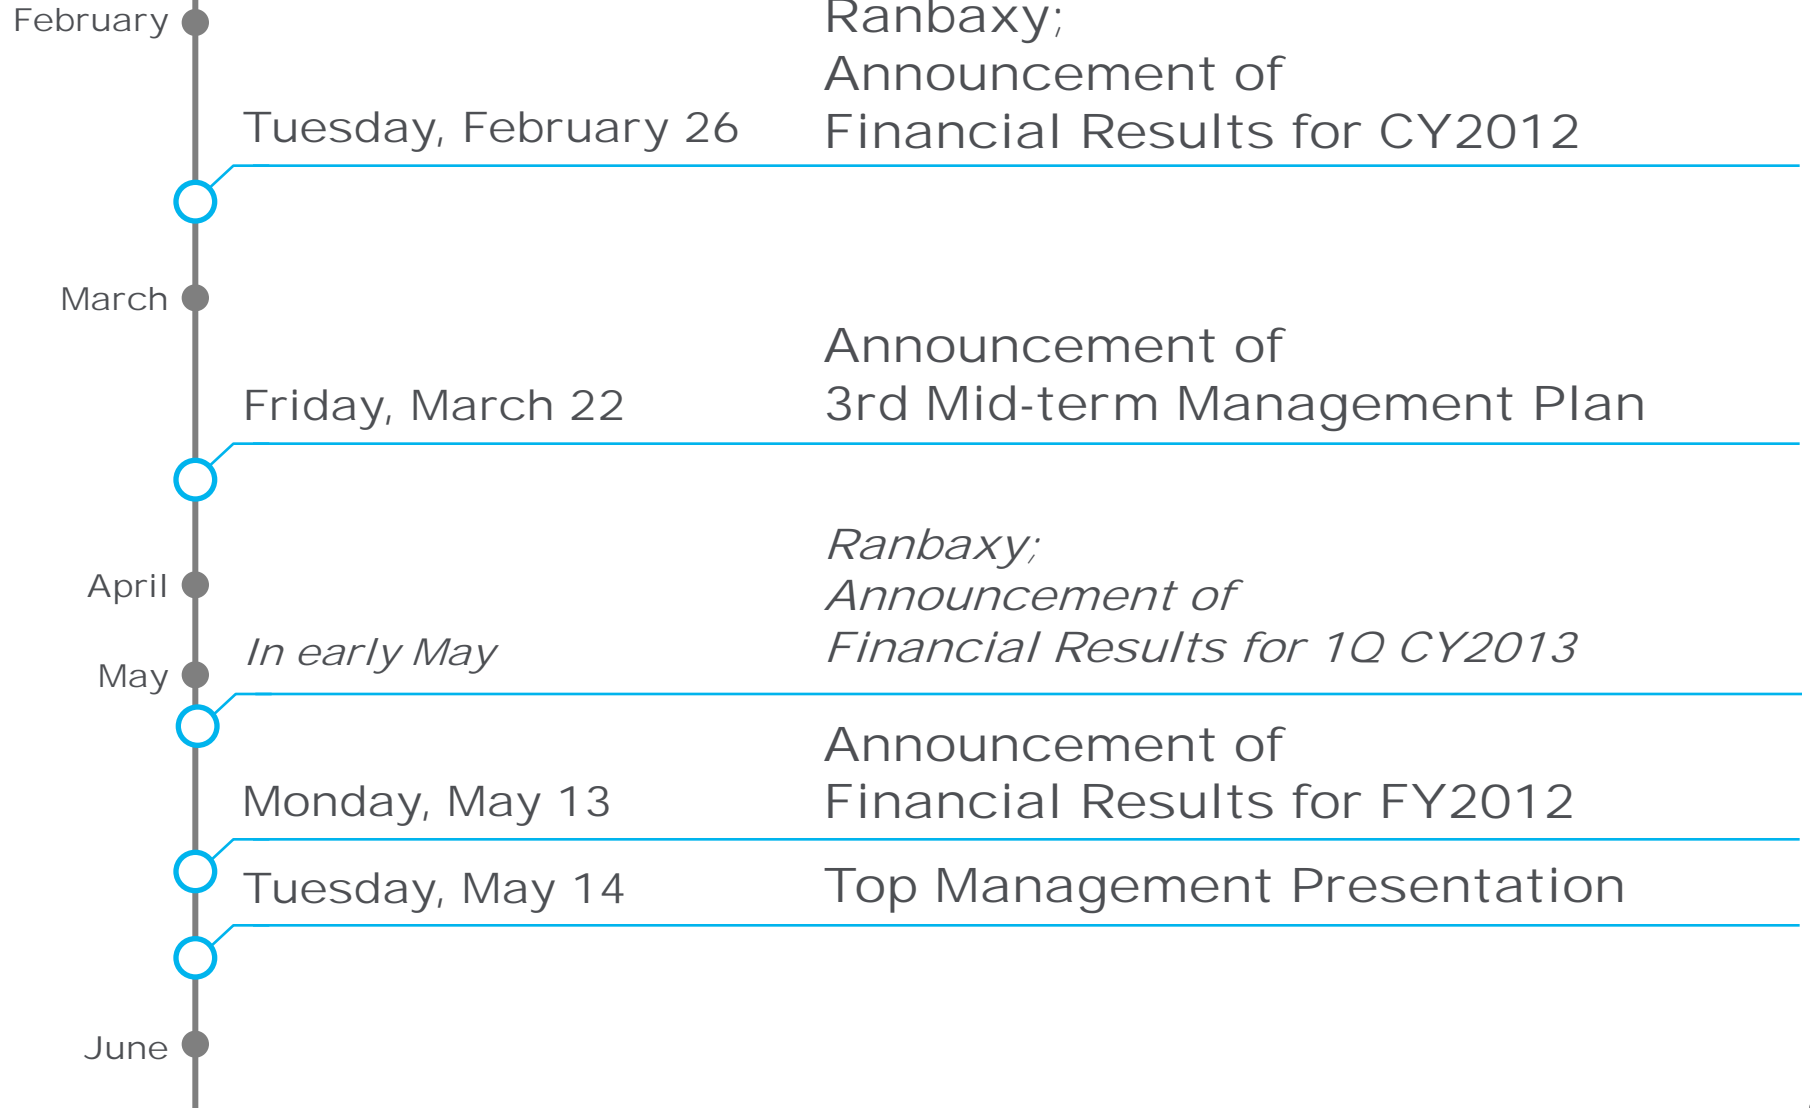 February
Ranbaxy;
Announcement of
Tuesday, February 26
Financial Results for CY2012
March
Announcement of
Friday, March 22
3rd Mid-term Management Plan
Ranbaxy;
April
Announcement of
In early May
Financial Results for 1Q CY2013
May
Announcement of
Monday, May 13
Financial Results for FY2012
Tuesday, May 14
Top Management Presentation
June